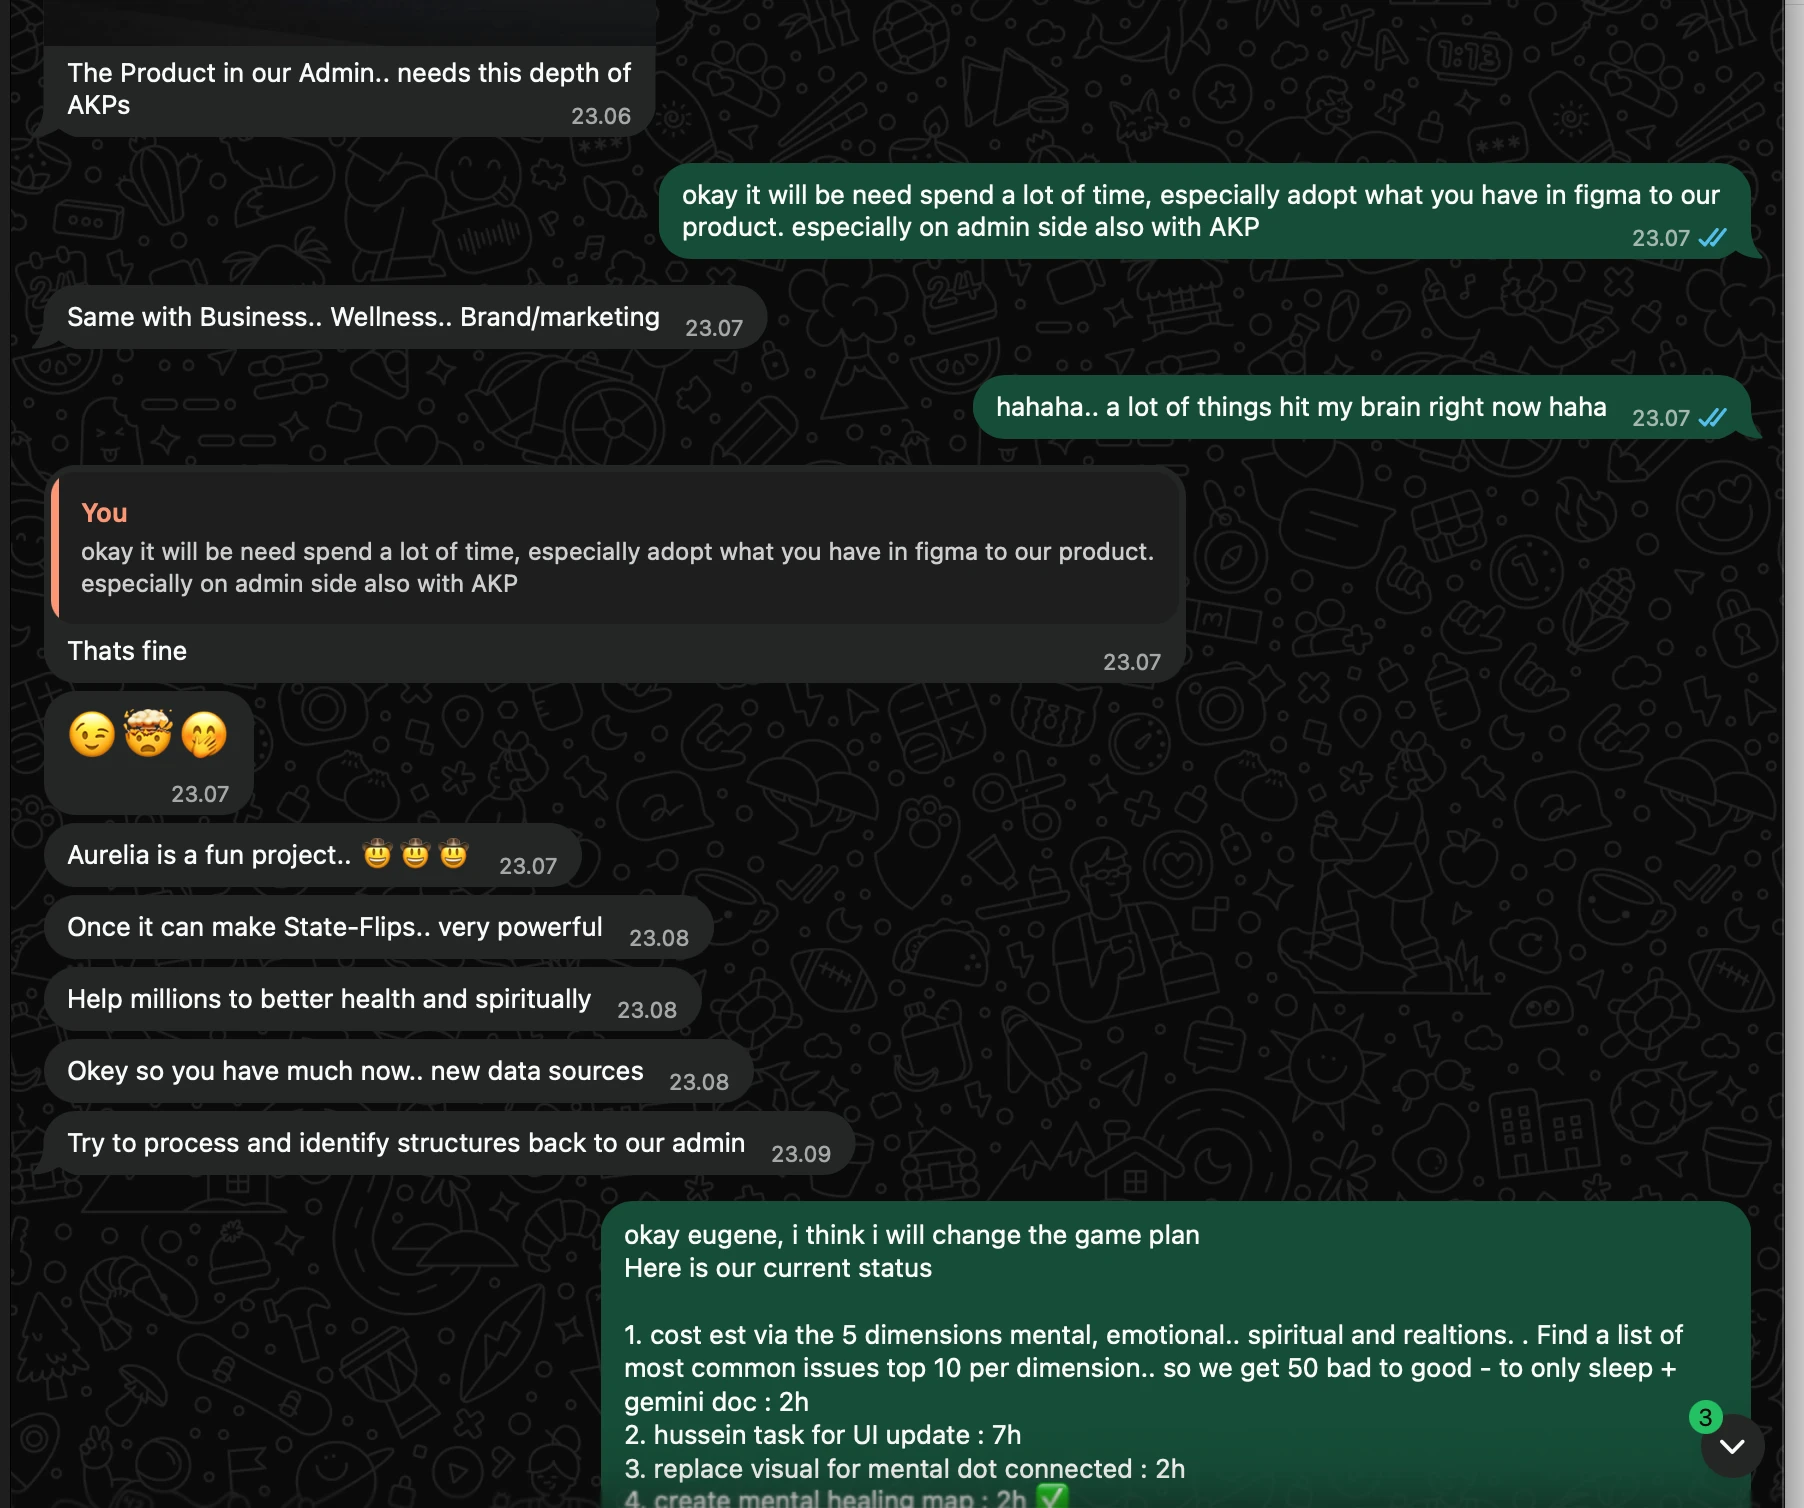 The Product in our Admin.. needs this depth of
AKPs
23.06
okay it will be need spend a lot of time, especially adopt what you have in figma to our
product. especially on admin side also with AKP
23.07
Same with Business.. Wellness.. Brand/marketing 23.07
hahaha.. a lot of things hit my brain right now haha 23.07
You
okay it will be need spend a lot of time, especially adopt what you have in figma to our product.
especially on admin side also with AKP
Thats fine
23.07
😉🤯🤭
23.07
Aurelia is a fun project.. 🤠🤠🤠 23.07
Once it can make State-Flips.. very powerful 23.08
Help millions to better health and spiritually 23.08
Okey so you have much now.. new data sources 23.08
Try to process and identify structures back to our admin 23.09
okay eugene, i think i will change the game plan
Here is our current status
1. cost est via the 5 dimensions mental, emotional.. spiritual and realtions. . Find a list of
most common issues top 10 per dimension.. so we get 50 bad to good - to only sleep +
gemini doc : 2h
2. hussein task for UI update : 7h
3. replace visual for mental dot connected : 2h
4. create mental healing map : 2h ✅
3